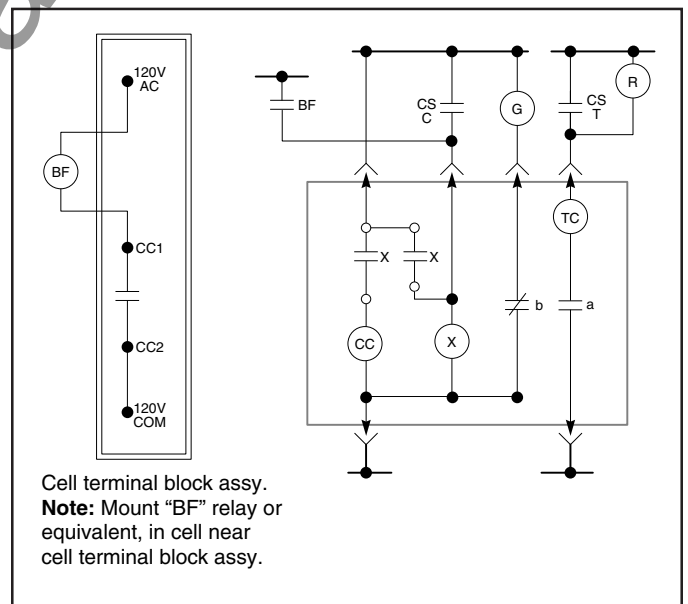 120V
AC
BF
CC1
CC2
120V
COM
Cell terminal block assy.
Note: Mount “BF” relay or
equivalent, in cell near
cell terminal block assy.
BF
CS
C
G
CS
T
R
TC
X
X
b
a
CC
X